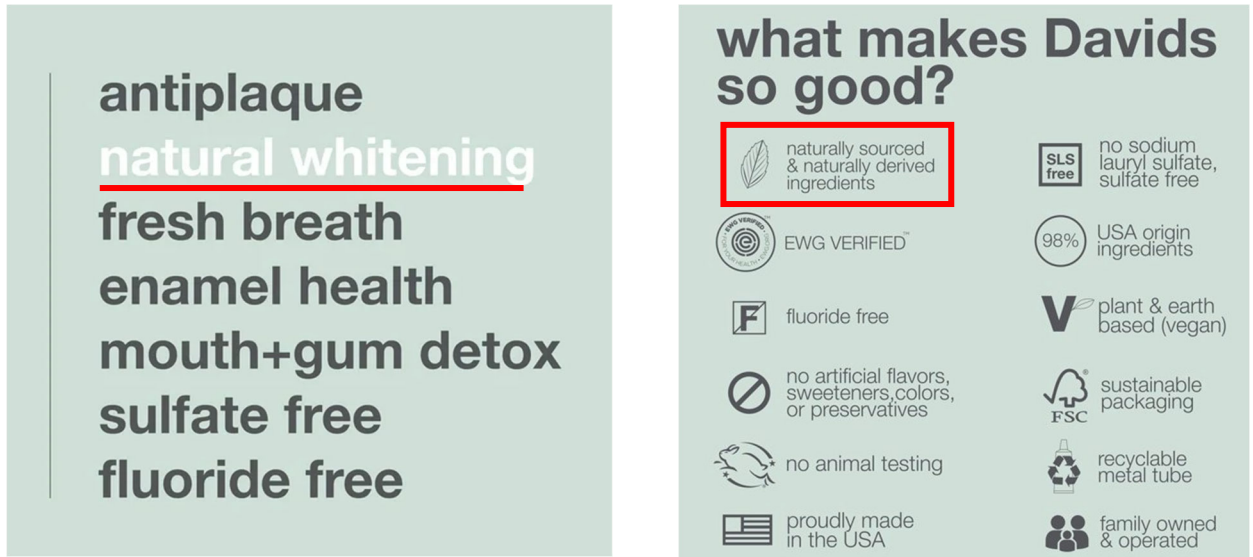 antiplaque
natural whitening
fresh breath
enamel health
mouth+gum detox
sulfate free
fluoride free
what makes Davids
so good?
naturally sourced
& naturally derived
ingredients
SLS
free
no sodium
lauryl sulfate,
sulfate free
EWG VERIFIED
FOR YOUR HEALTH
EWG VERIFIED™
98%
USA origin
ingredients
F
fluoride free
V
plant & earth
based (vegan)
no artificial flavors,
sweeteners,colors,
or preservatives
FSC
®
sustainable
packaging
no animal testing
recyclable
metal tube
proudly made
in the USA
family owned
& operated